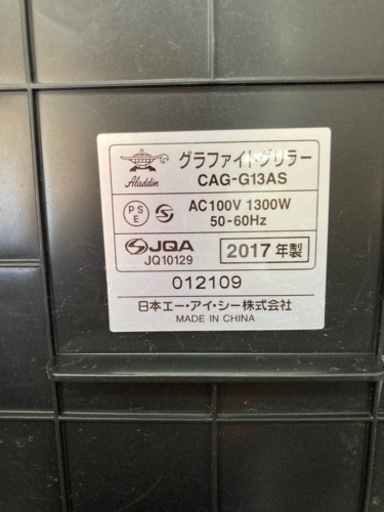 Aladdin
グラファイトグリラー
CAG-G13AS
PS
E
AC100V 1300W
50-60Hz
JQA
JQ10129
2017年製
012109
日本エー・アイ・シー株式会社
MADE IN CHINA